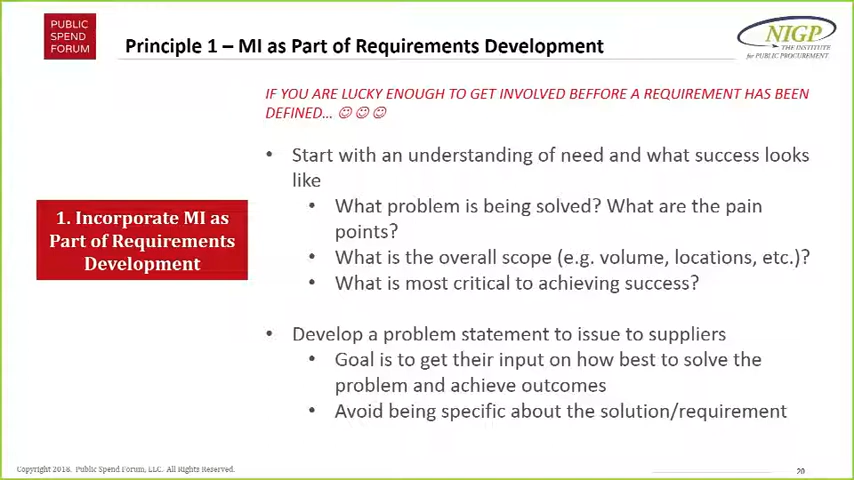 PUBLIC
SPEND
FORUM
Principle 1 – MI as Part of Requirements Development
NIGP
THE INSTITUTE
for PUBLIC PROCUREMENT
IF YOU ARE LUCKY ENOUGH TO GET INVOLVED BEFFORE A REQUIREMENT HAS BEEN
DEFINED… ☺ ☺ ☺
1. Incorporate MI as
Part of Requirements
Development
• Start with an understanding of need and what success looks
like
• What problem is being solved? What are the pain
points?
• What is the overall scope (e.g. volume, locations, etc.)?
• What is most critical to achieving success?
• Develop a problem statement to issue to suppliers
• Goal is to get their input on how best to solve the
problem and achieve outcomes
• Avoid being specific about the solution/requirement
Copyright 2018. Public Spend Forum, LLC. All Rights Reserved.
20